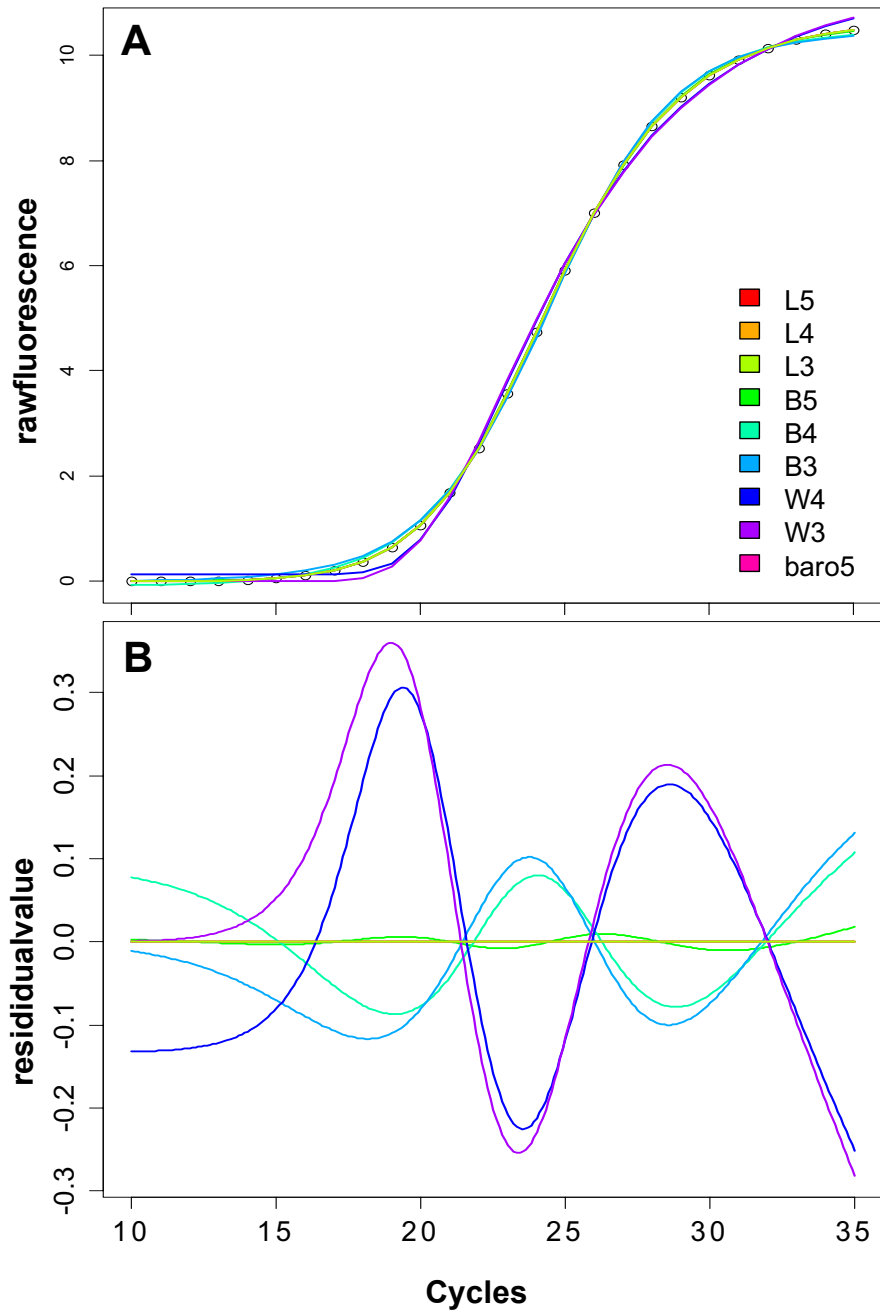 A
10
8
6
4
2
0
rawfluorescence
L5
L4
L3
B5
B4
B3
W4
W3
baro5
B
0.3
0.2
0.1
0.0
-0.1
-0.2
-0.3
resididualvalue
10 15 20 25 30 35
Cycles